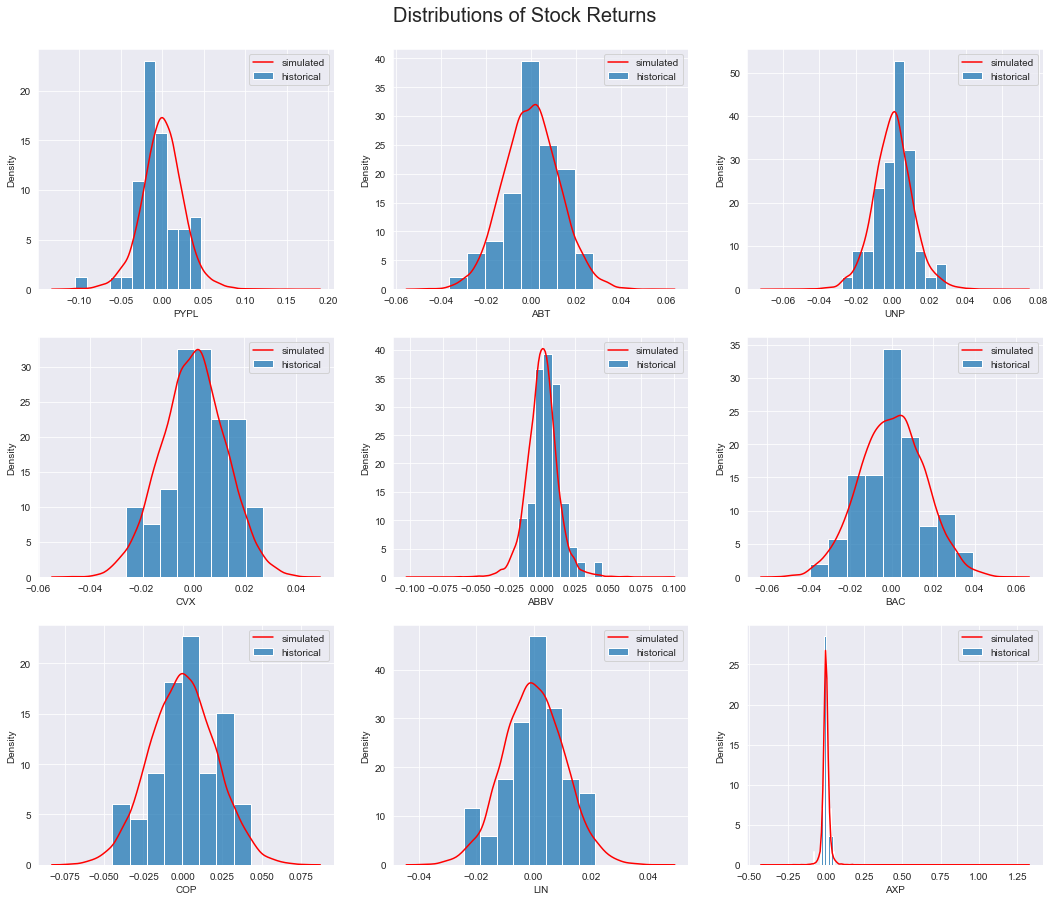 Distributions of Stock Returns
simulated
historical
Density
20
15
10
5
0
−0.10 −0.05 0.00 0.05 0.10 0.15 0.20
PYPL
simulated
historical
Density
40
35
30
25
20
15
10
5
0
−0.06 −0.04 −0.02 0.00 0.02 0.04 0.06
ABT
simulated
historical
Density
50
40
30
20
10
0
−0.06 −0.04 −0.02 0.00 0.02 0.04 0.06 0.08
UNP
simulated
historical
Density
30
25
20
15
10
5
0
−0.06 −0.04 −0.02 0.00 0.02 0.04
CVX
simulated
historical
Density
40
35
30
25
20
15
10
5
0
−0.100 −0.075 −0.050 −0.025 0.000 0.025 0.050 0.075 0.100
ABBV
simulated
historical
Density
35
30
25
20
15
10
5
0
−0.06 −0.04 −0.02 0.00 0.02 0.04 0.06
BAC
simulated
historical
Density
20
15
10
5
0
−0.075 −0.050 −0.025 0.000 0.025 0.050 0.075
COP
simulated
historical
Density
40
30
20
10
0
−0.04 −0.02 0.00 0.02 0.04
LIN
simulated
historical
Density
25
20
15
10
5
0
−0.50 −0.25 0.00 0.25 0.50 0.75 1.00 1.25
AXP